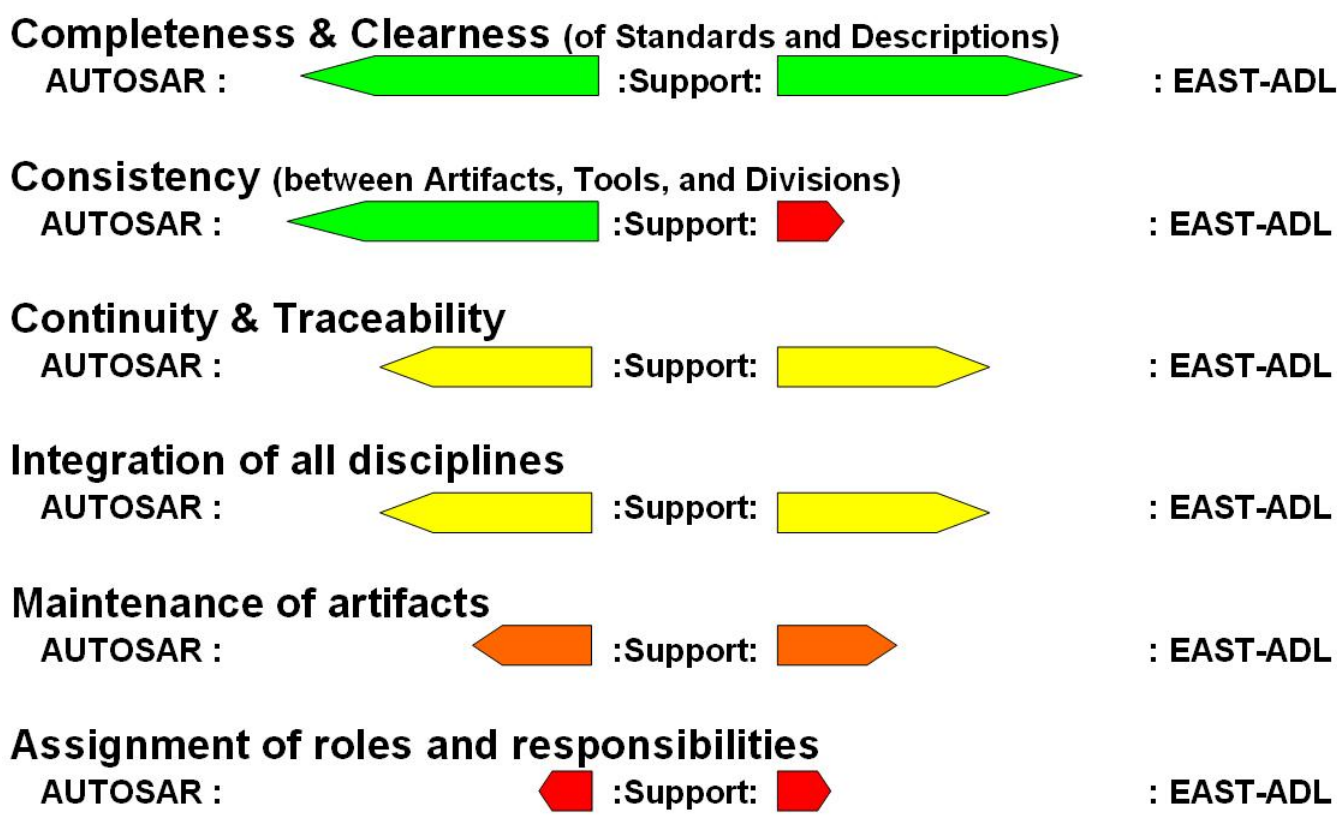 Completeness & Clearness (of Standards and Descriptions)
AUTOSAR : :Support: : EAST-ADL
Consistency (between Artifacts, Tools, and Divisions)
AUTOSAR : :Support: : EAST-ADL
Continuity & Traceability
AUTOSAR : :Support: : EAST-ADL
Integration of all disciplines
AUTOSAR : :Support: : EAST-ADL
Maintenance of artifacts
AUTOSAR : :Support: : EAST-ADL
Assignment of roles and responsibilities
AUTOSAR : :Support: : EAST-ADL